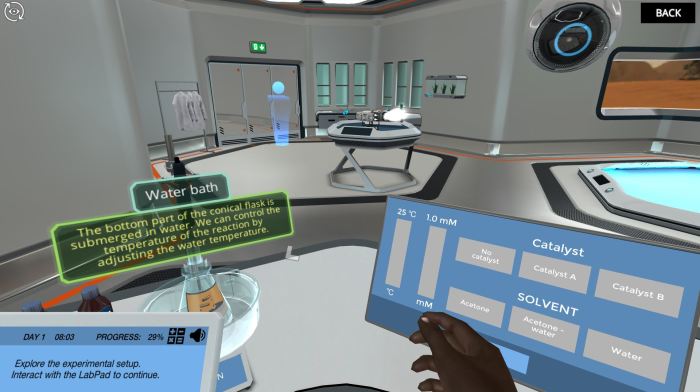 BACK
Water bath
The bottom part of the conical flask is
submerged in water. We can control the
temperature of the reaction by
adjusting the water temperature.
25 °C 1.0 mM
Catalyst
No
catalyst
Catalyst A
Catalyst B
SOLVENT
Acetone
Acetone -
water
Water
°C mM
DAY 1 08:03 PROGRESS: 29%
Explore the experimental setup.
Interact with the LabPad to continue.